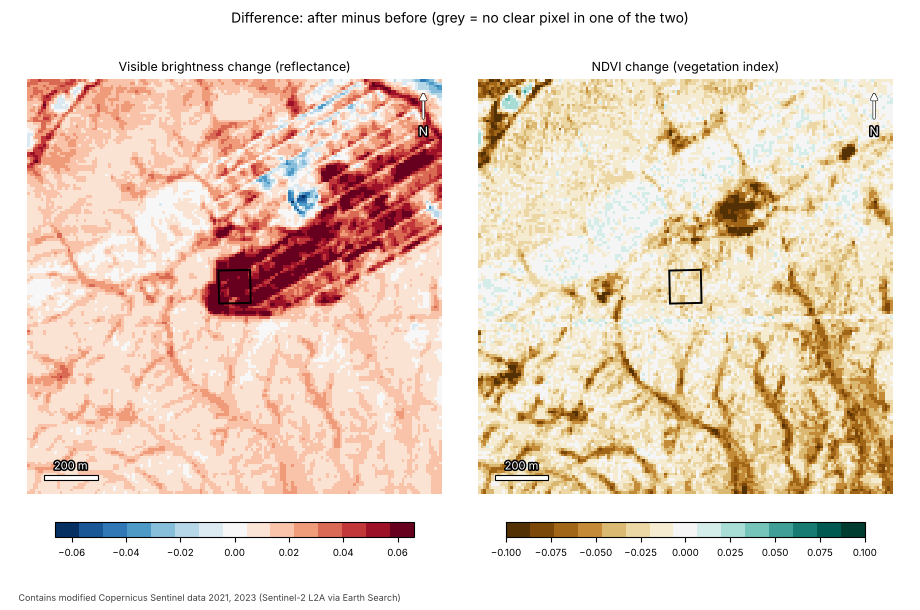 Difference: after minus before (grey = no clear pixel in one of the two)
Visible brightness change (reflectance)
NDVI change (vegetation index)
N
N
200 m
200 m
−0.06 −0.04 −0.02 0.00 0.02 0.04 0.06
−0.100 −0.075 −0.050 −0.025 0.000 0.025 0.050 0.075 0.100
Contains modified Copernicus Sentinel data 2021, 2023 (Sentinel-2 L2A via Earth Search)